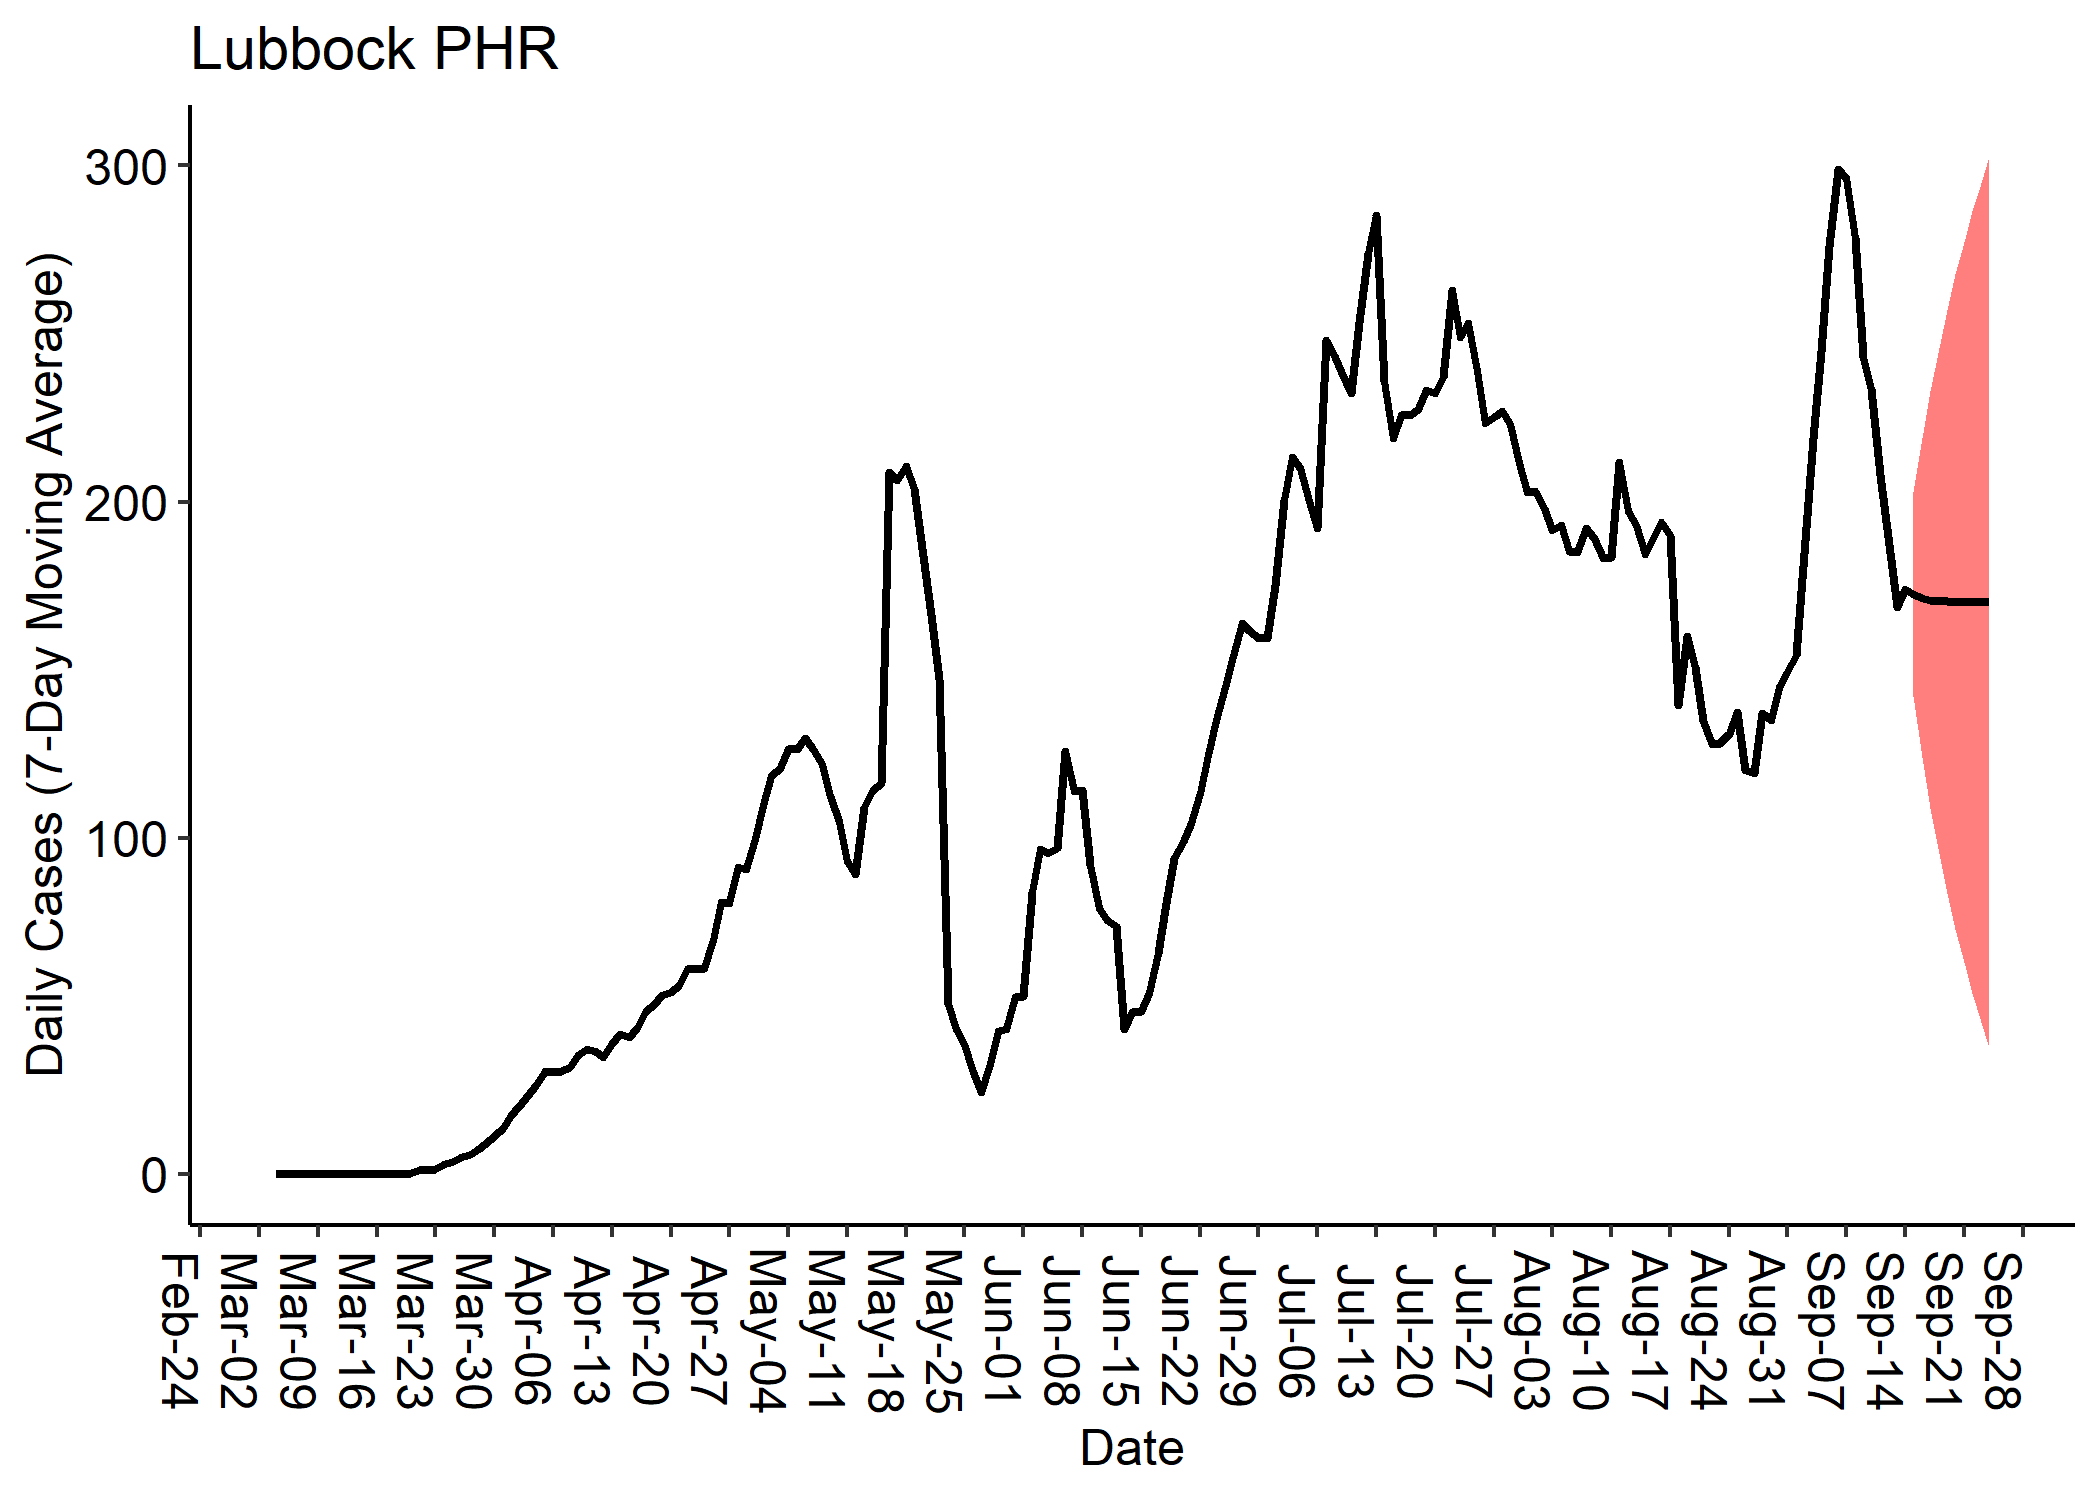 Lubbock PHR
Daily Cases (7-Day Moving Average)
300
200
100
0
Feb-24
Mar-02
Mar-09
Mar-16
Mar-23
Mar-30
Apr-06
Apr-13
Apr-20
Apr-27
May-04
May-11
May-18
May-25
Jun-01
Jun-08
Jun-15
Jun-22
Jun-29
Jul-06
Jul-13
Jul-20
Jul-27
Aug-03
Aug-10
Aug-17
Aug-24
Aug-31
Sep-07
Sep-14
Sep-21
Sep-28
Date